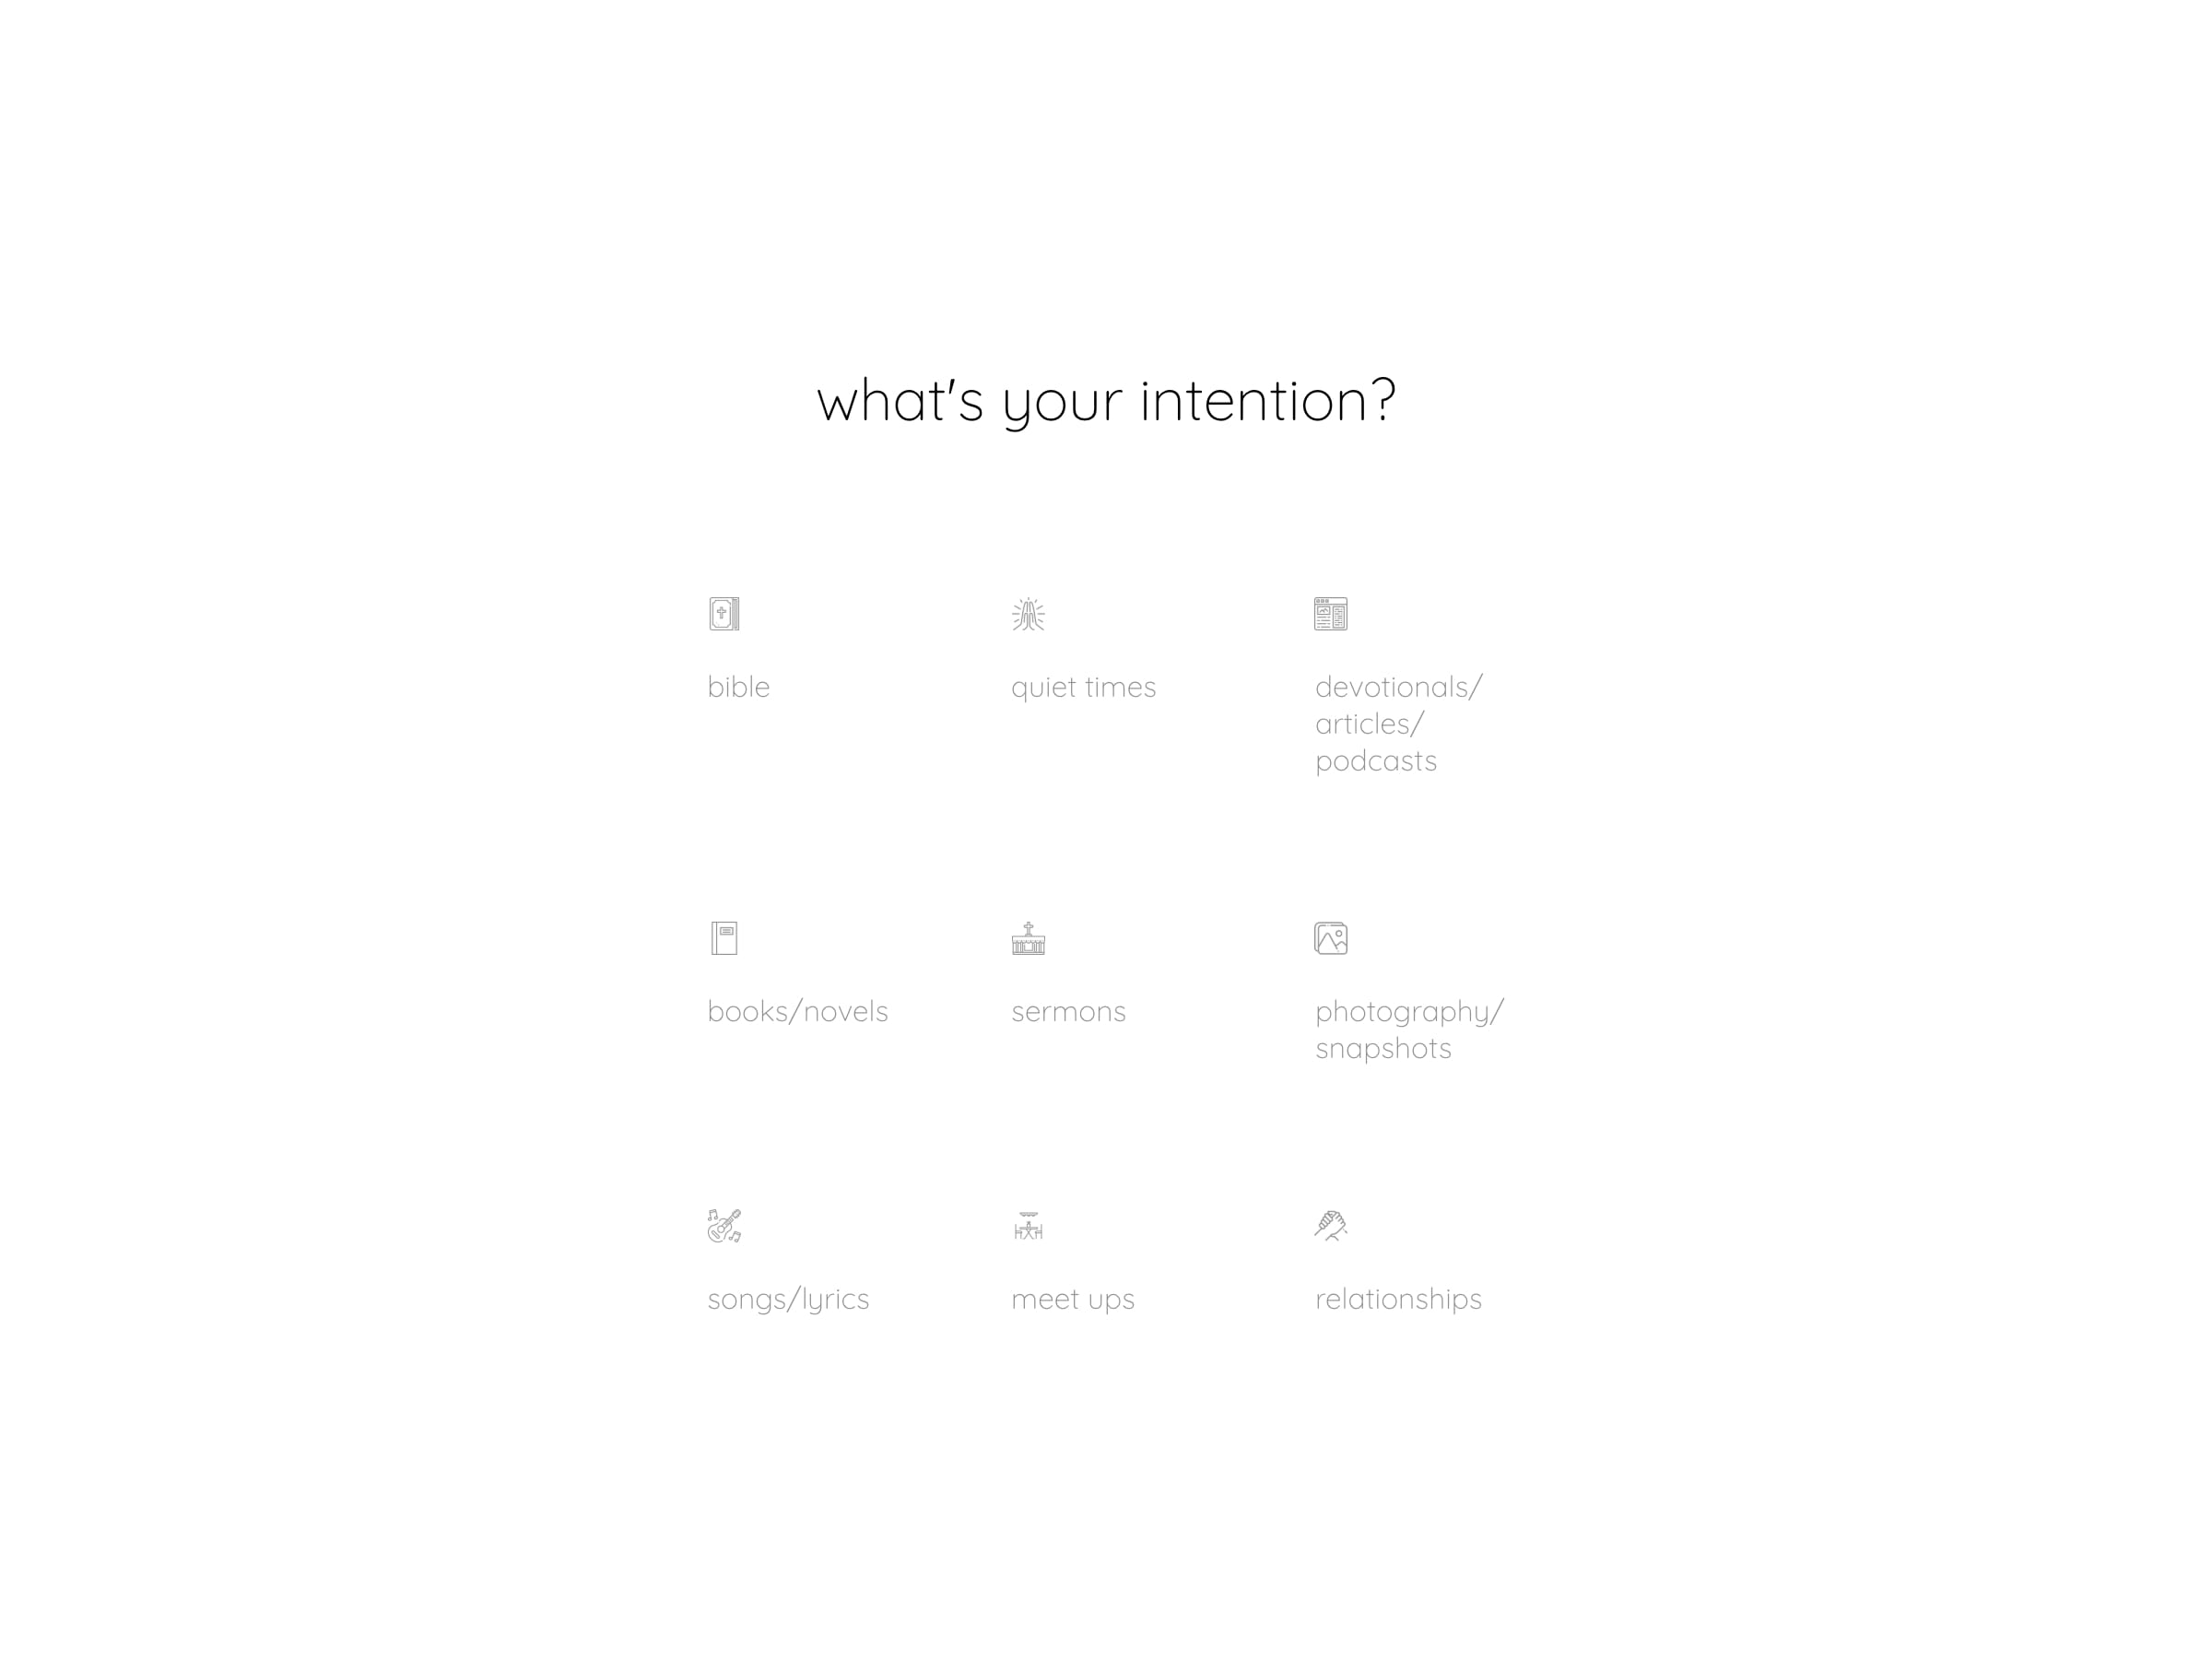 what's your intention?
bible
quiet times
devotionals/
articles/
podcasts
books/novels
sermons
photography/
snapshots
songs/lyrics
meet ups
relationships